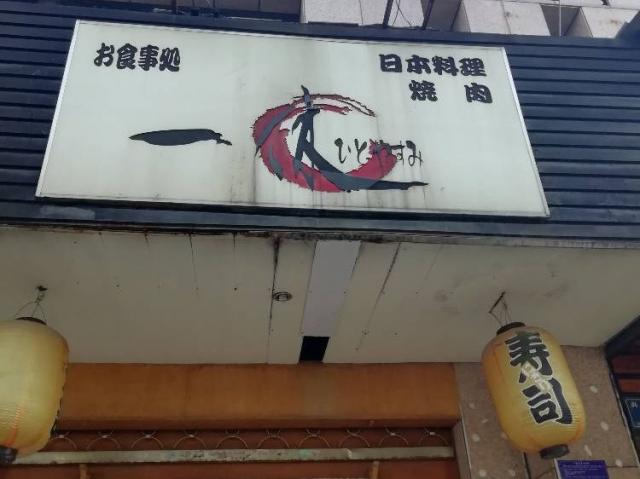 お食事処
日本料理
焼肉
一休
ひとやすみ
寿司